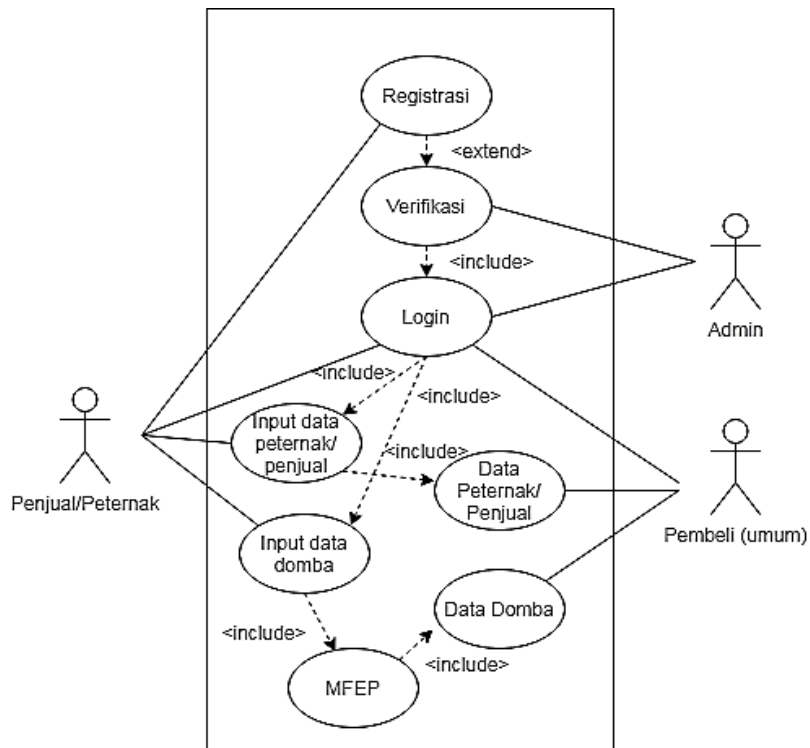 Registrasi
<extend>
Verifikasi
<include>
Login
Admin
<include>
<include>
Input data
peternak/
penjual
<include>
Data
Peternak/
Penjual
Penjual/Peternak
Pembeli (umum)
Input data
domba
Data Domba
<include>
<include>
MFEP